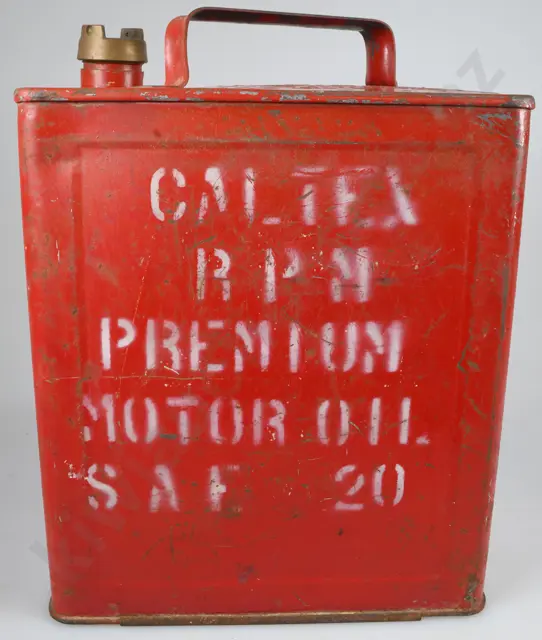 CALTEX
RPM
PREMIUM
MOTOR OIL
SAE 20